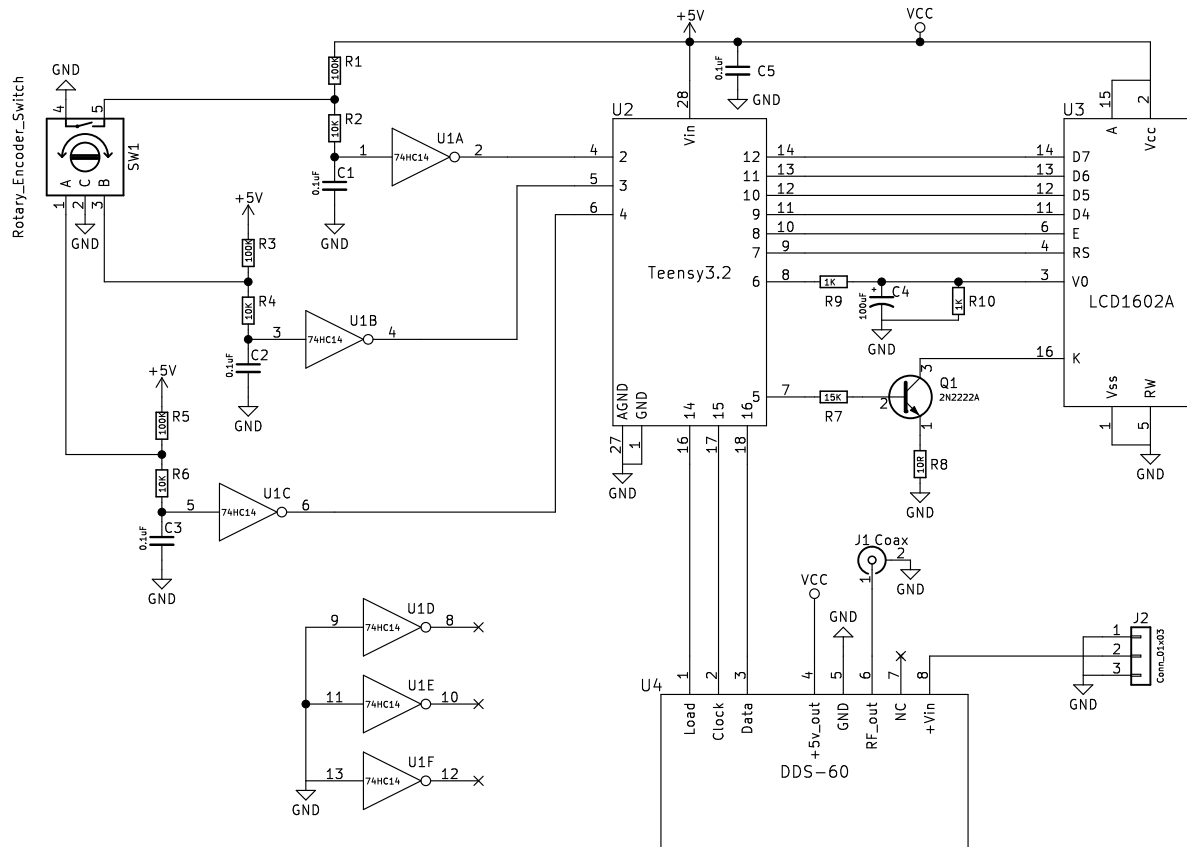 +5V
VCC
GND
4
5
Rotary_Encoder_Switch
SW1
A
C
B
1
2
3
GND
R1
100K
R2
10K
C1
0.1uF
GND
1
U1A
74HC14
2
+5V
R3
100K
R4
10K
C2
0.1uF
GND
3
U1B
74HC14
4
+5V
R5
100K
R6
10K
C3
0.1uF
GND
5
U1C
74HC14
6
C5
0.1uF
GND
U2
28
Vin
4
2
5
3
6
4
Teensy3.2
12
14
11
13
10
12
9
11
8
10
7
9
6
8
5
7
AGND
GND
27
1
GND
14
15
16
16
17
18
R9
1K
C4
+
100uF
GND
R10
1K
R7
15K
Q1
2N2222A
3
2
1
R8
10R
GND
U3
15
2
A
Vcc
14
D7
13
D6
12
D5
11
D4
6
E
4
RS
3
V0
LCD1602A
16
K
Vss
RW
1
5
GND
9
U1D
74HC14
8
11
U1E
74HC14
10
13
U1F
74HC14
12
GND
J1 Coax
2
1
GND
VCC
GND
J2
1
2
3
Conn_01x03
GND
U4
1
2
3
4
5
6
7
8
Load
Clock
Data
+5v_out
GND
RF_out
NC
+Vin
DDS-60